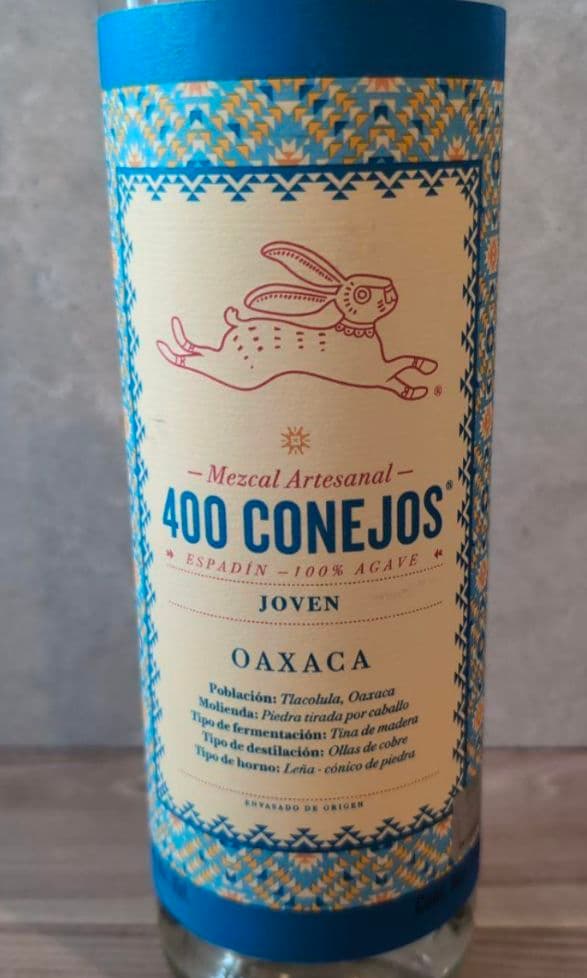 — Mezcal Artesanal —
400 CONEJOS®
ESPADÍN – 100% AGAVE
JOVEN
OAXACA
Población: Tlacolula, Oaxaca
Molienda: Piedra tirada por caballo
Tipo de fermentación: Tina de madera
Tipo de destilación: Ollas de cobre
Tipo de horno: Leña - cónico de piedra
ENVASADO DE ORIGEN